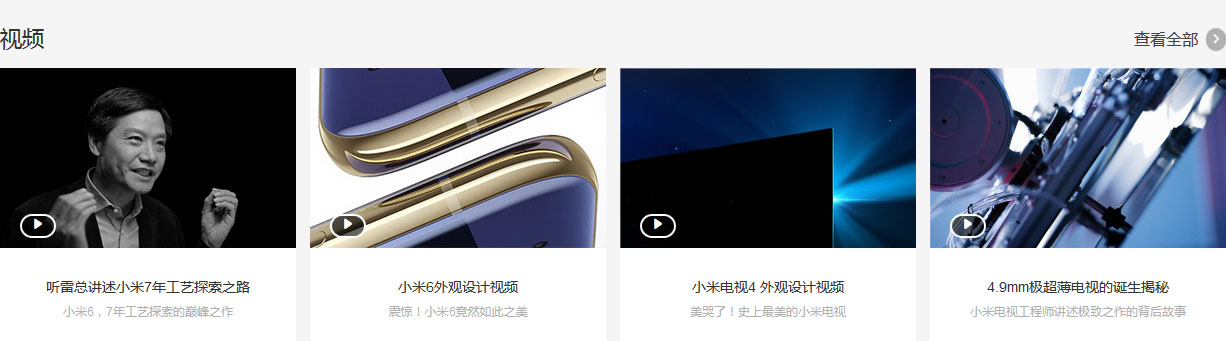 视频
查看全部
听雷总讲述小米7年工艺探索之路
小米6，7年工艺探索的巅峰之作
小米6外观设计视频
震惊！小米6竟然如此之美
小米电视4 外观设计视频
美哭了！史上最美的小米电视
4.9mm极超薄电视的诞生揭秘
小米电视工程师讲述极致之作的背后故事